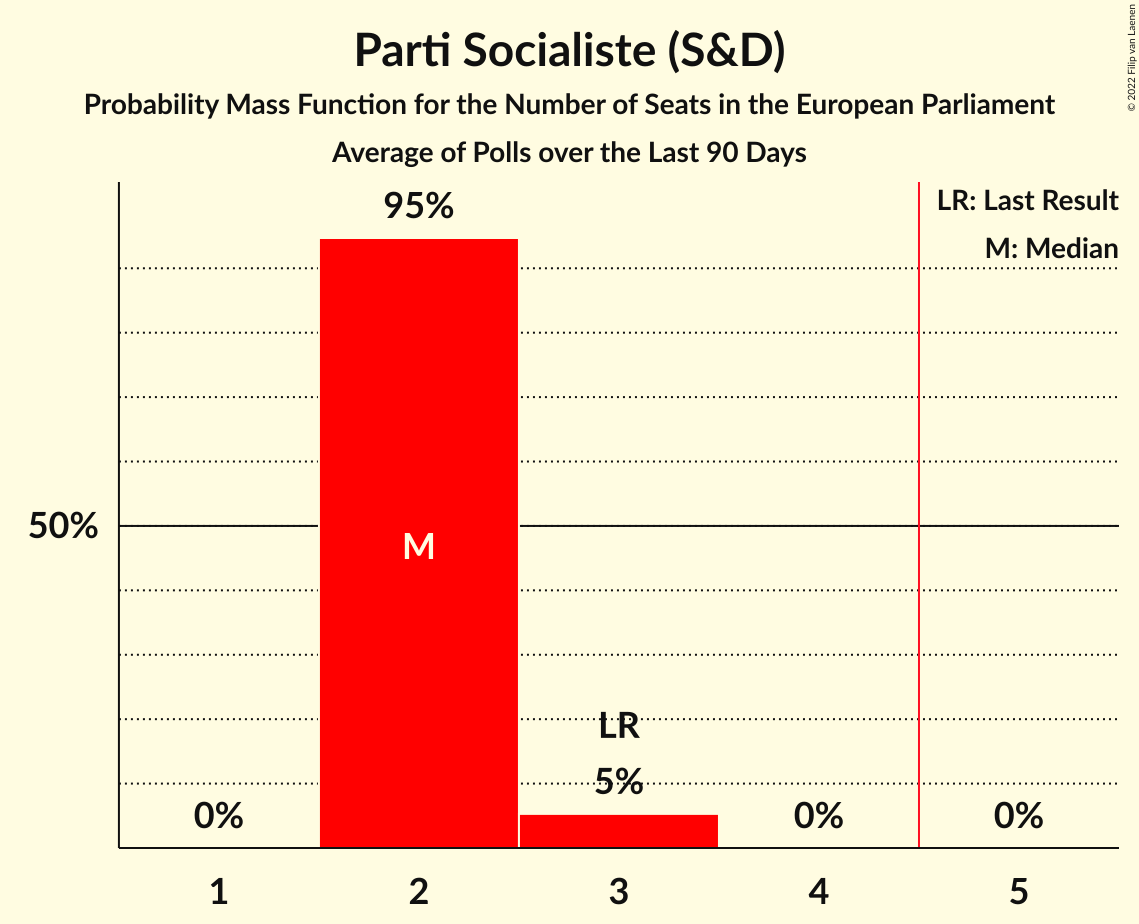 Parti Socialiste (S&D)
Probability Mass Function for the Number of Seats in the European Parliament
Average of Polls over the Last 90 Days
© 2022 Filip van Laenen
LR: Last Result
M: Median
95%
50%
M
LR
5%
0%
0%
0%
1
2
3
4
5